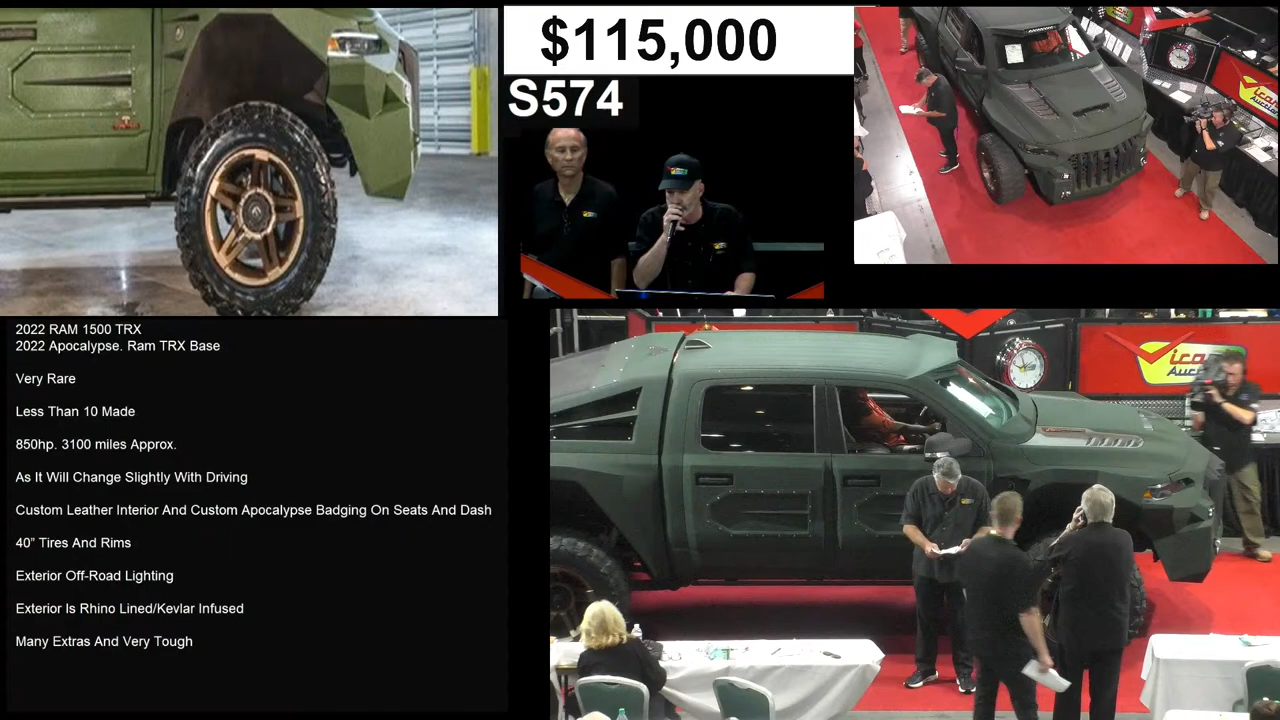 $115,000
S574
2022 RAM 1500 TRX
2022 Apocalypse. Ram TRX Base
Very Rare
Less Than 10 Made
850hp. 3100 miles Approx.
As It Will Change Slightly With Driving
Custom Leather Interior And Custom Apocalypse Badging On Seats And Dash
40” Tires And Rims
Exterior Off-Road Lighting
Exterior Is Rhino Lined/Kevlar Infused
Many Extras And Very Tough